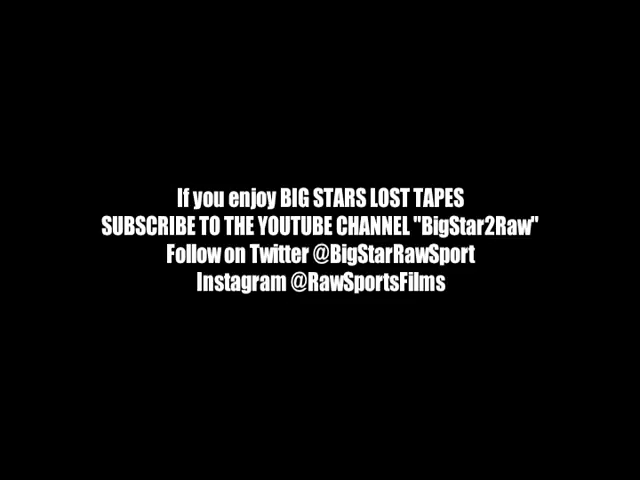 If you enjoy BIG STARS LOST TAPES
SUBSCRIBE TO THE YOUTUBE CHANNEL "BigStar2Raw"
Follow on Twitter @BigStarRawSport
Instagram @RawSportsFilms